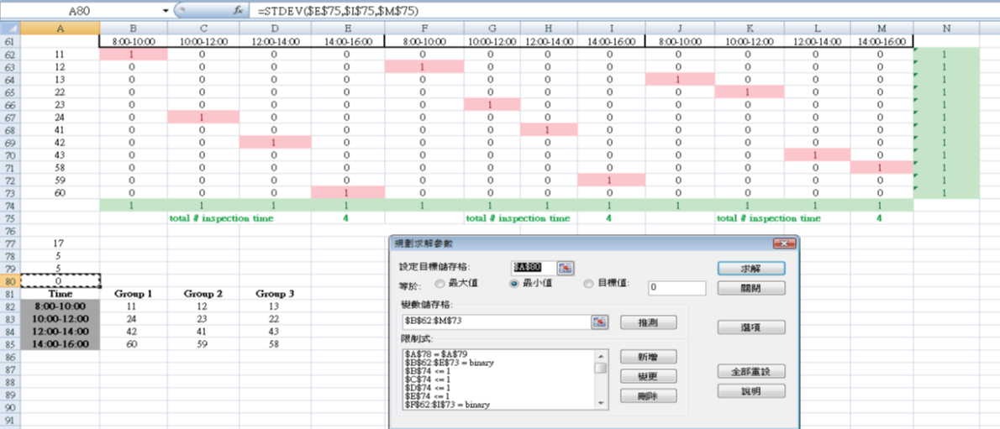 A80 fx =STDEV($E$75,$I$75,$M$75)
A B C D E F G H I J K L M N
61 8:00-10:00 10:00-12:00 12:00-14:00 14:00-16:00 8:00-10:00 10:00-12:00 12:00-14:00 14:00-16:00 8:00-10:00 10:00-12:00 12:00-14:00 14:00-16:00
62 11 1 0 0 0 0 0 0 0 0 0 0 0 1
63 12 0 0 0 0 1 0 0 0 0 0 0 0 1
64 13 0 0 0 0 0 0 0 0 1 0 0 0 1
65 22 0 0 0 0 0 0 0 0 0 1 0 0 1
66 23 0 0 0 0 0 1 0 0 0 0 0 0 1
67 24 0 1 0 0 0 0 0 0 0 0 0 0 1
68 41 0 0 0 0 0 0 1 0 0 0 0 0 1
69 42 0 0 1 0 0 0 0 0 0 0 0 0 1
70 43 0 0 0 0 0 0 0 0 0 0 1 0 1
71 58 0 0 0 0 0 0 0 0 0 0 0 1 1
72 59 0 0 0 0 0 0 0 1 0 0 0 0 1
73 60 0 0 0 1 0 0 0 0 0 0 0 0 1
74 1 1 1 1 1 1 1 1 1 1 1 1
75 total # inspection time 4 total # inspection time 4 total # inspection time 4
76
77 17
78 5
79 5
80 0
81 Time Group 1 Group 2 Group 3
82 8:00-10:00 11 12 13
83 10:00-12:00 24 23 22
84 12:00-14:00 42 41 43
85 14:00-16:00 60 59 58
86
87
88
89
90
91
規劃求解參數
設定目標儲存格: $A$80 求解
等於: 最大值 最小值 目標值: 0 關閉
變數儲存格:
$B$62:$M$73 推測 選項
限制式:
$A$78 = $A$79 新增
$B$62:$E$73 = binary
$B$74 <= 1 全部重設
$C$74 <= 1 變更
$D$74 <= 1 說明
$E$74 <= 1 刪除
$F$62:$I$73 = binary